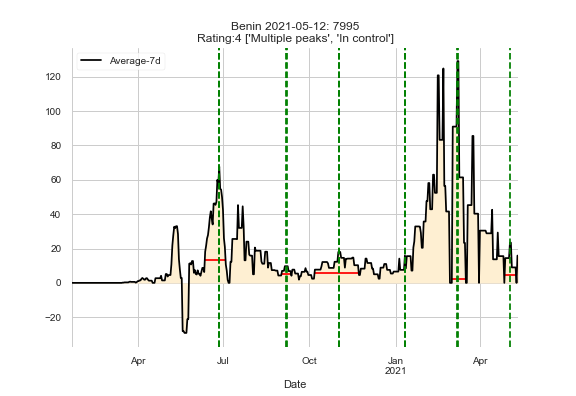 Benin 2021-05-12: 7995
Rating:4 ['Multiple peaks', 'In control']
Average-7d
120
100
80
60
40
20
0
−20
Apr
Jul
Oct
Jan
2021
Apr
Date